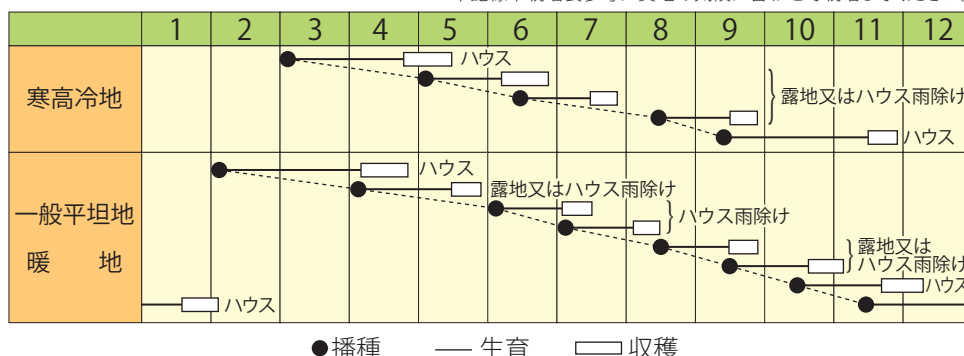 1 2 3 4 5 6 7 8 9 10 11 12
寒高冷地
ハウス
露地又はハウス雨除け
ハウス
一般平坦地
暖 地
ハウス
露地又はハウス雨除け
ハウス雨除け
露地又は
ハウス雨除け
ハウス
ハウス
●播種 — 生育 □収穫